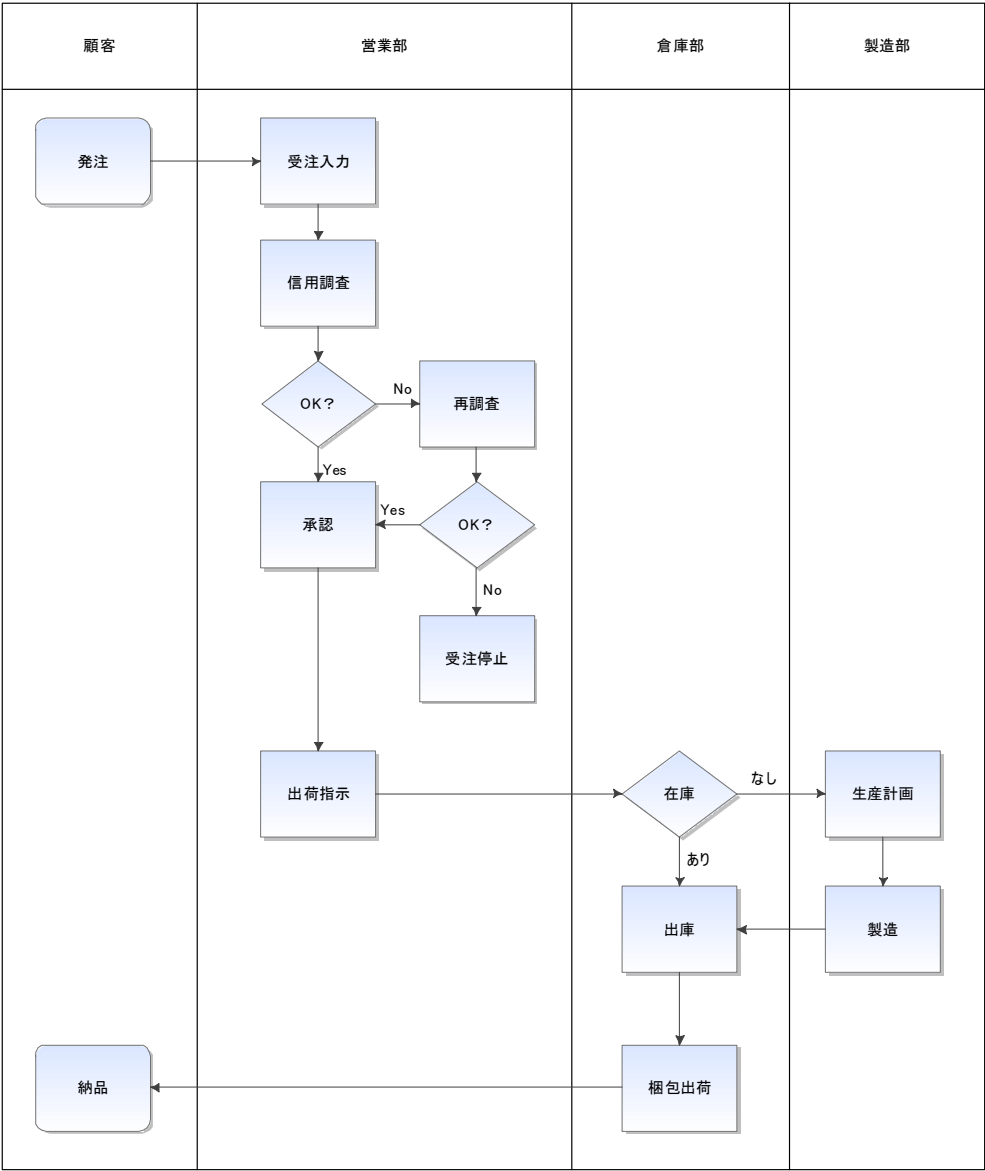 顧客
営業部
倉庫部
製造部
発注
受注入力
信用調査
OK?
No
再調査
Yes
承認
Yes
OK?
No
受注停止
出荷指示
在庫
なし
生産計画
あり
出庫
製造
納品
梱包出荷